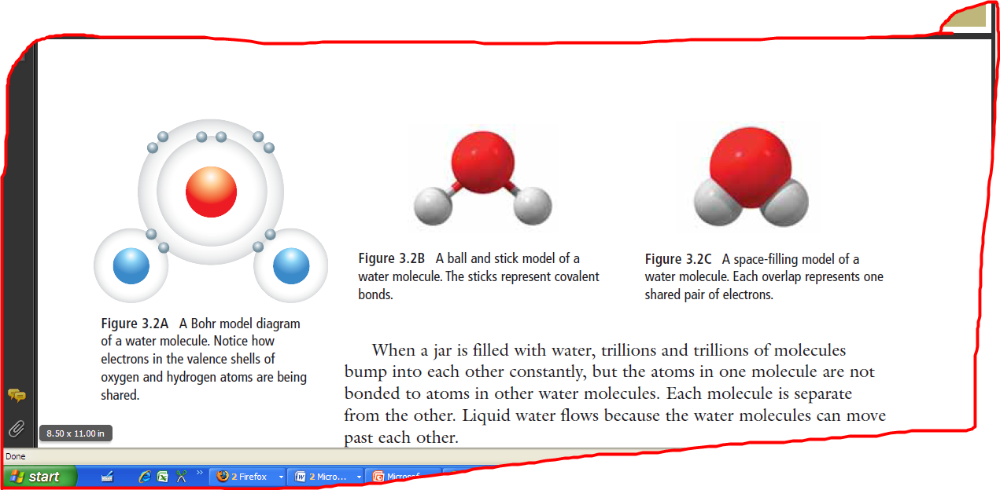 Figure 3.2A A Bohr model diagram
of a water molecule. Notice how
electrons in the valence shells of
oxygen and hydrogen atoms are being
shared.
Figure 3.2B A ball and stick model of a
water molecule. The sticks represent covalent
bonds.
Figure 3.2C A space-filling model of a
water molecule. Each overlap represents one
shared pair of electrons.
When a jar is filled with water, trillions and trillions of molecules
bump into each other constantly, but the atoms in one molecule are not
bonded to atoms in other water molecules. Each molecule is separate
from the other. Liquid water flows because the water molecules can move
past each other.
8.50 x 11.00 in
Done
start
2 Firefox
2 Micro...